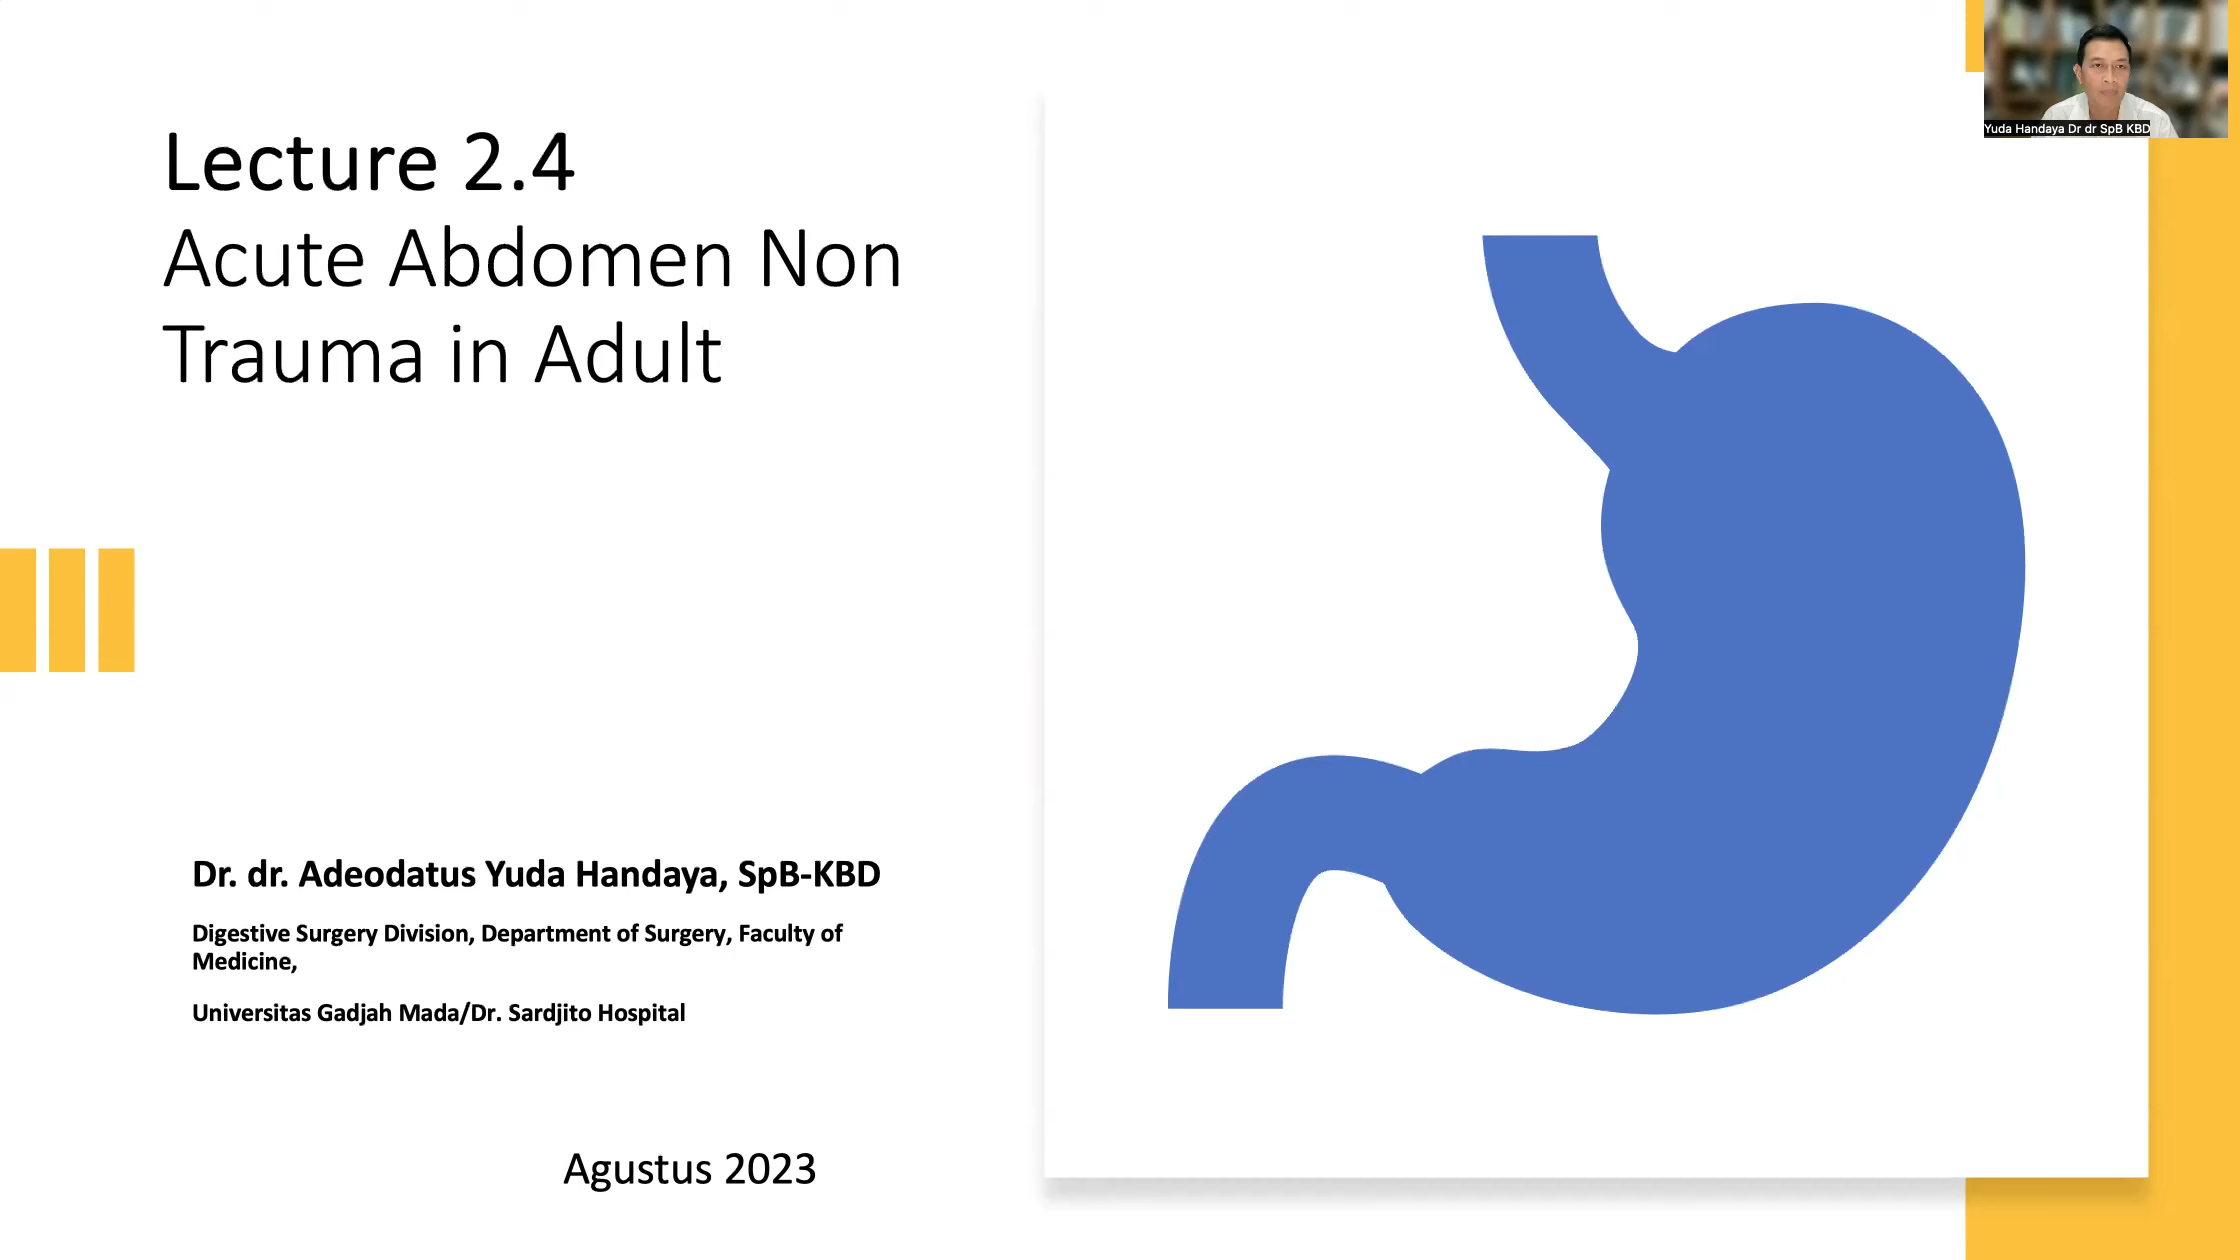 Lecture 2.4
Acute Abdomen Non
Trauma in Adult
Dr. dr. Adeodatus Yuda Handaya, SpB-KBD
Digestive Surgery Division, Department of Surgery, Faculty of
Medicine,
Universitas Gadjah Mada/Dr. Sardjito Hospital
Agustus 2023
Yuda Handaya Dr dr SpB KBD